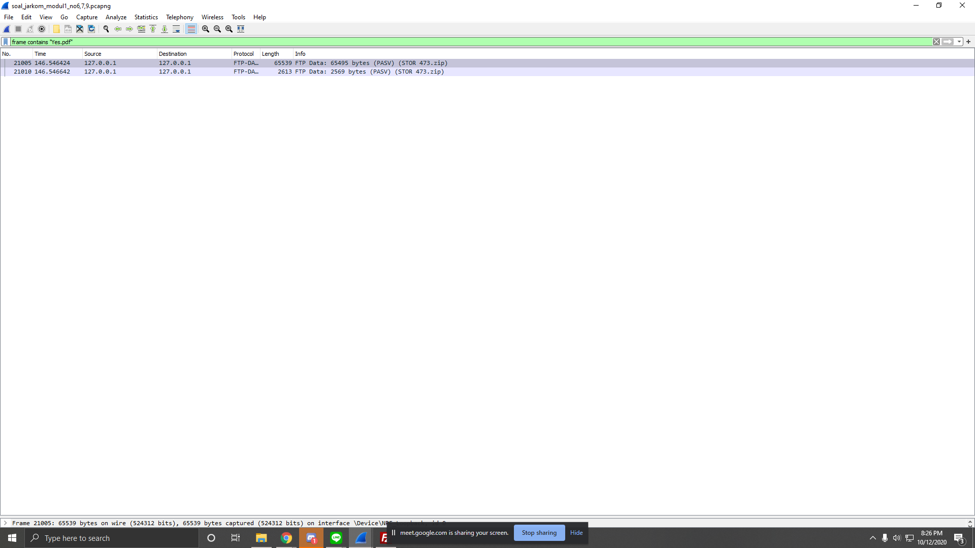 soal_jarkom_modul1_no6,7,9.pcapng
File Edit View Go Capture Analyze Statistics Telephony Wireless Tools Help
frame contains "Yes.pdf"
No. Time Source Destination Protocol Length Info
21005 146.546424 127.0.0.1 127.0.0.1 FTP-DA… 65539 FTP Data: 65495 bytes (PASV) (STOR 473.zip)
21010 146.546642 127.0.0.1 127.0.0.1 FTP-DA… 2613 FTP Data: 2569 bytes (PASV) (STOR 473.zip)
Frame 21005: 65539 bytes on wire (524312 bits), 65539 bytes captured (524312 bits) on interface
meet.google.com is sharing your screen. Stop sharing Hide
Type here to search
8:26 PM
10/12/2020